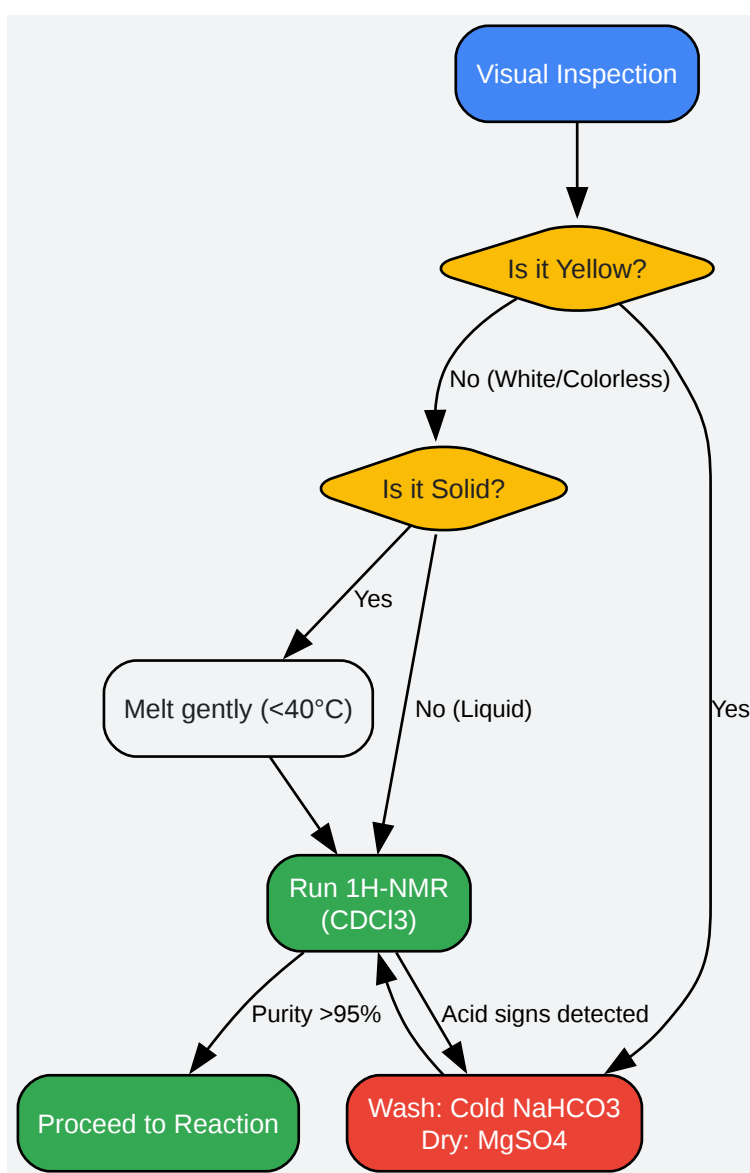 Visual Inspection
Is it Yellow?
No (White/Colorless)
Is it Solid?
Yes
Melt gently (<40°C)
No (Liquid)
Yes
Run 1H-NMR
(CDCl3)
Purity >95%
Acid signs detected
Proceed to Reaction
Wash: Cold NaHCO3
Dry: MgSO4